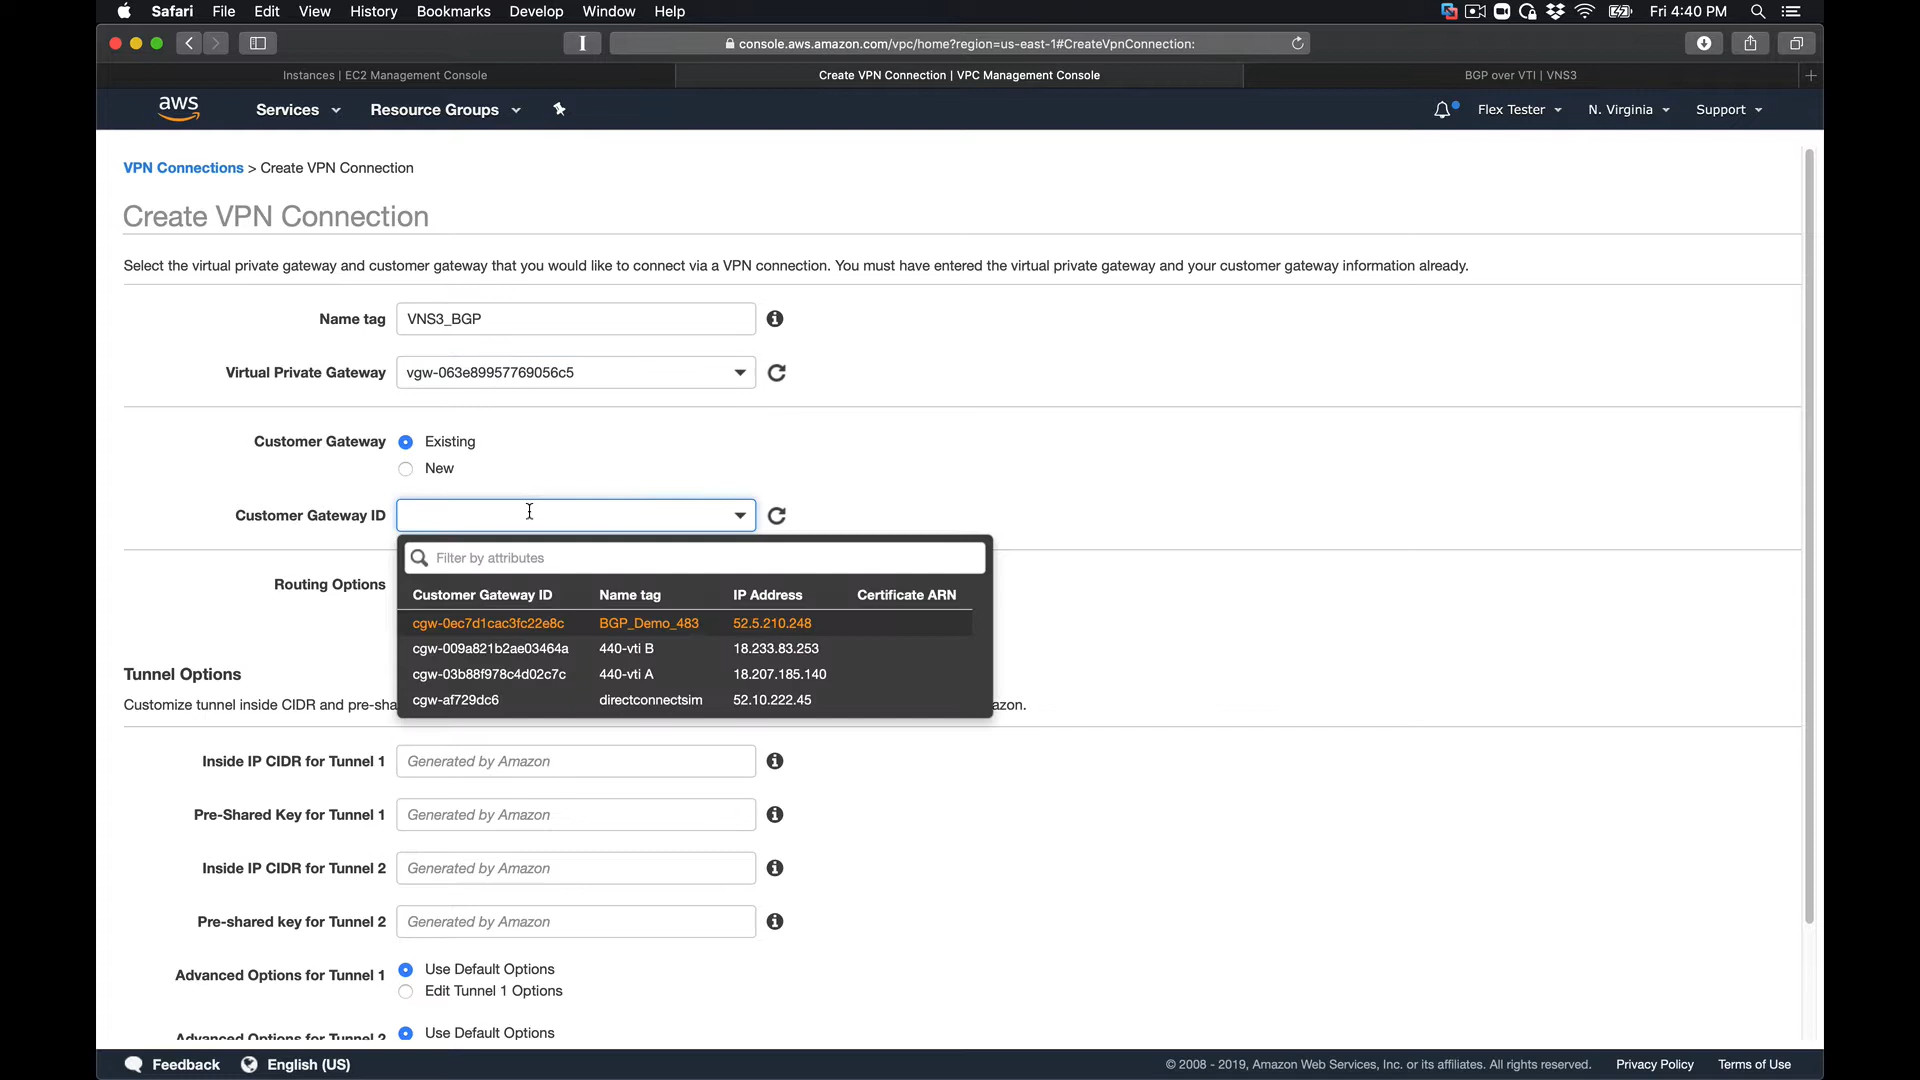 Safari File Edit View History Bookmarks Develop Window Help Fri 4:40 PM
console.aws.amazon.com/vpc/home?region=us-east-1#CreateVpnConnection:
Instances | EC2 Management Console Create VPN Connection | VPC Management Console BGP over VTI | VNS3
aws Services Resource Groups Flex Tester N. Virginia Support
VPN Connections > Create VPN Connection
Create VPN Connection
Select the virtual private gateway and customer gateway that you would like to connect via a VPN connection. You must have entered the virtual private gateway and your customer gateway information already.
Name tag VNS3_BGP
Virtual Private Gateway vgw-063e89957769056c5
Customer Gateway Existing
New
Customer Gateway ID
Filter by attributes
Routing Options
Customer Gateway ID Name tag IP Address Certificate ARN
cgw-0ec7d1cac3fc22e8c BGP_Demo_483 52.5.210.248
cgw-009a821b2ae03464a 440-vti B 18.233.83.253
cgw-03b88f978c4d02c7c 440-vti A 18.207.185.140
cgw-af729dc6 directconnectsim 52.10.222.45
Tunnel Options
Customize tunnel inside CIDR and pre-sha azon.
Inside IP CIDR for Tunnel 1 Generated by Amazon
Pre-Shared Key for Tunnel 1 Generated by Amazon
Inside IP CIDR for Tunnel 2 Generated by Amazon
Pre-shared key for Tunnel 2 Generated by Amazon
Advanced Options for Tunnel 1 Use Default Options
Edit Tunnel 1 Options
Advanced Options for Tunnel 2 Use Default Options
Feedback English (US) © 2008 - 2019, Amazon Web Services, Inc. or its affiliates. All rights reserved. Privacy Policy Terms of Use